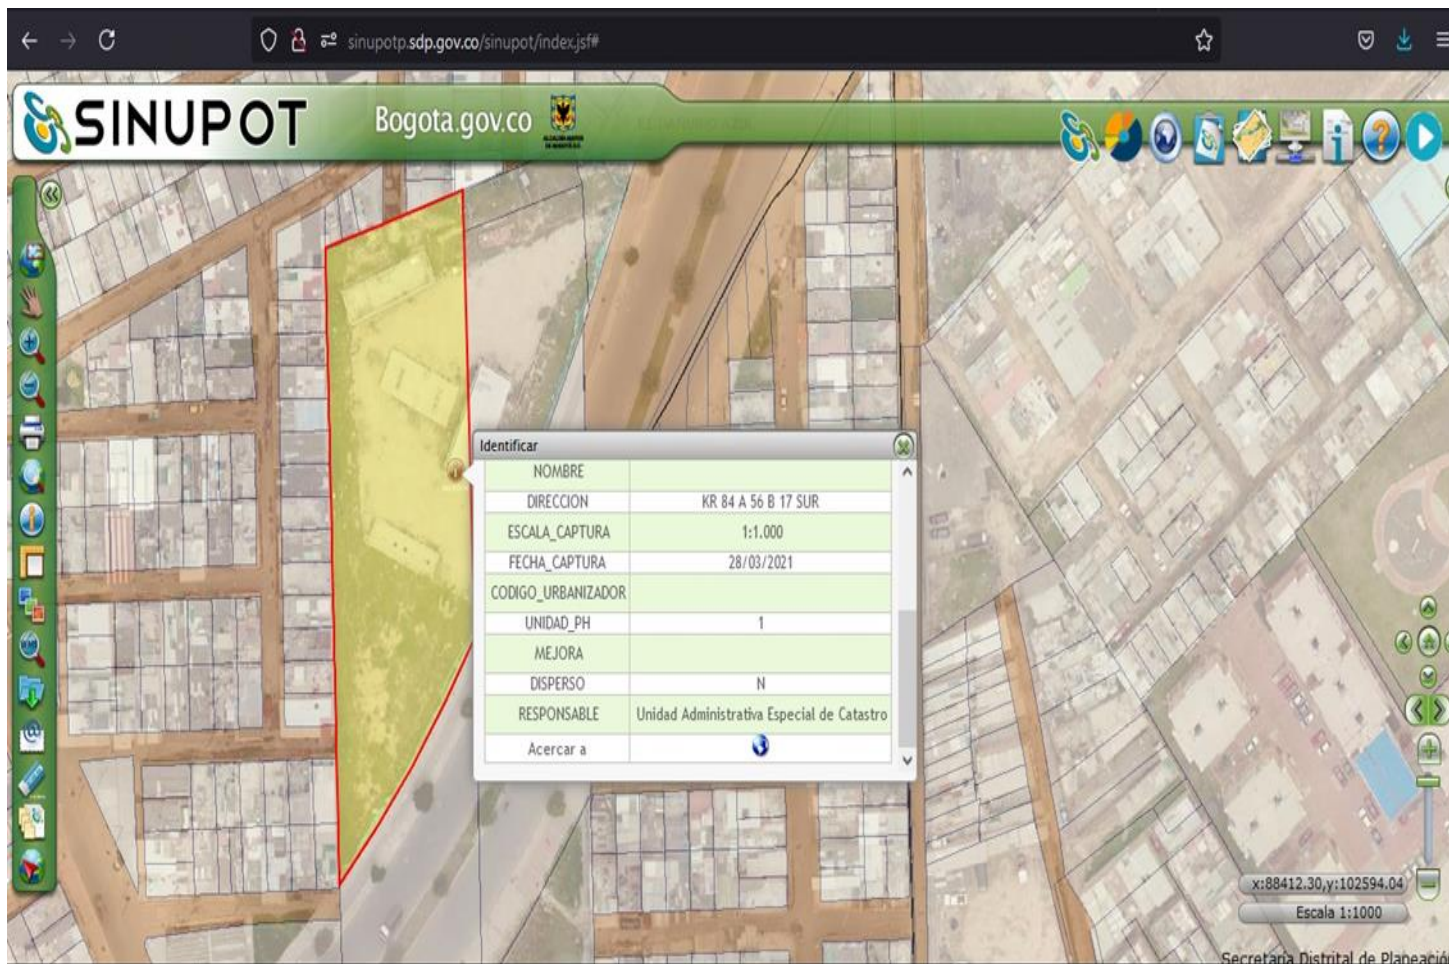 sinupotp.sdp.gov.co/sinupot/index.jsf#
SINUPOT
Bogota.gov.co
Identificar
NOMBRE
DIRECCION KR 84 A 56 B 17 SUR
ESCALA_CAPTURA 1:1.000
FECHA_CAPTURA 28/03/2021
CODIGO_URBANIZADOR
UNIDAD_PH 1
MEJORA
DISPERSO N
RESPONSABLE Unidad Administrativa Especial de Catastro
Acercar a
x:88412.30,y:102594.04
Escala 1:1000
Secretaría Distrital de Planeación